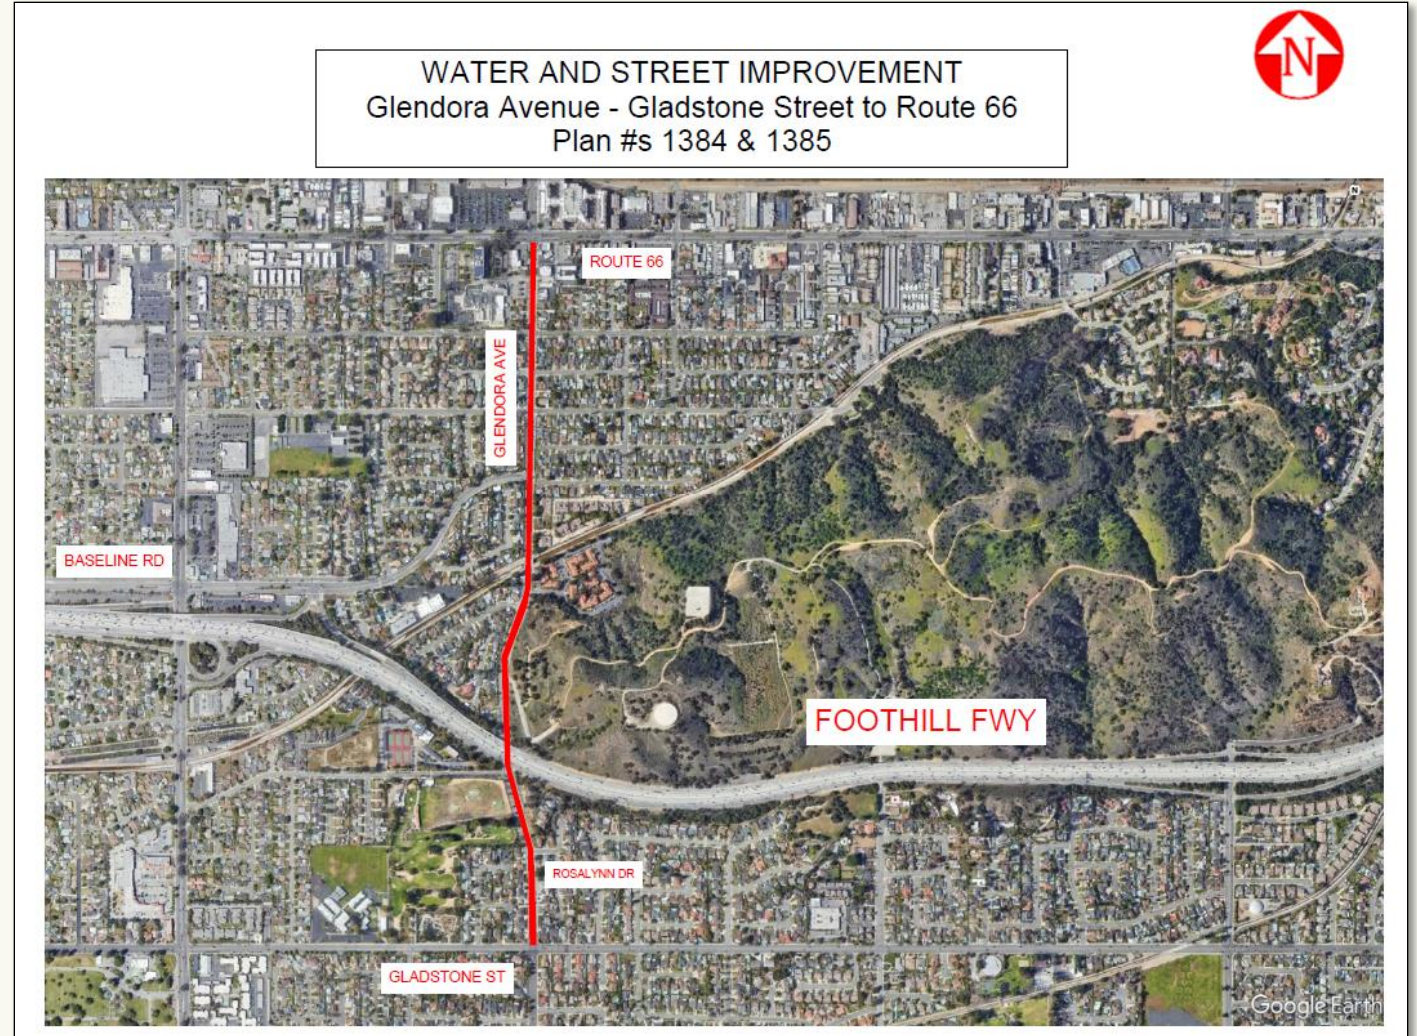 N
WATER AND STREET IMPROVEMENT
Glendora Avenue - Gladstone Street to Route 66
Plan #s 1384 & 1385
N
ROUTE 66
GLENDORA AVE
BASELINE RD
FOOTHILL FWY
ROSALYNN DR
GLADSTONE ST
Google Earth